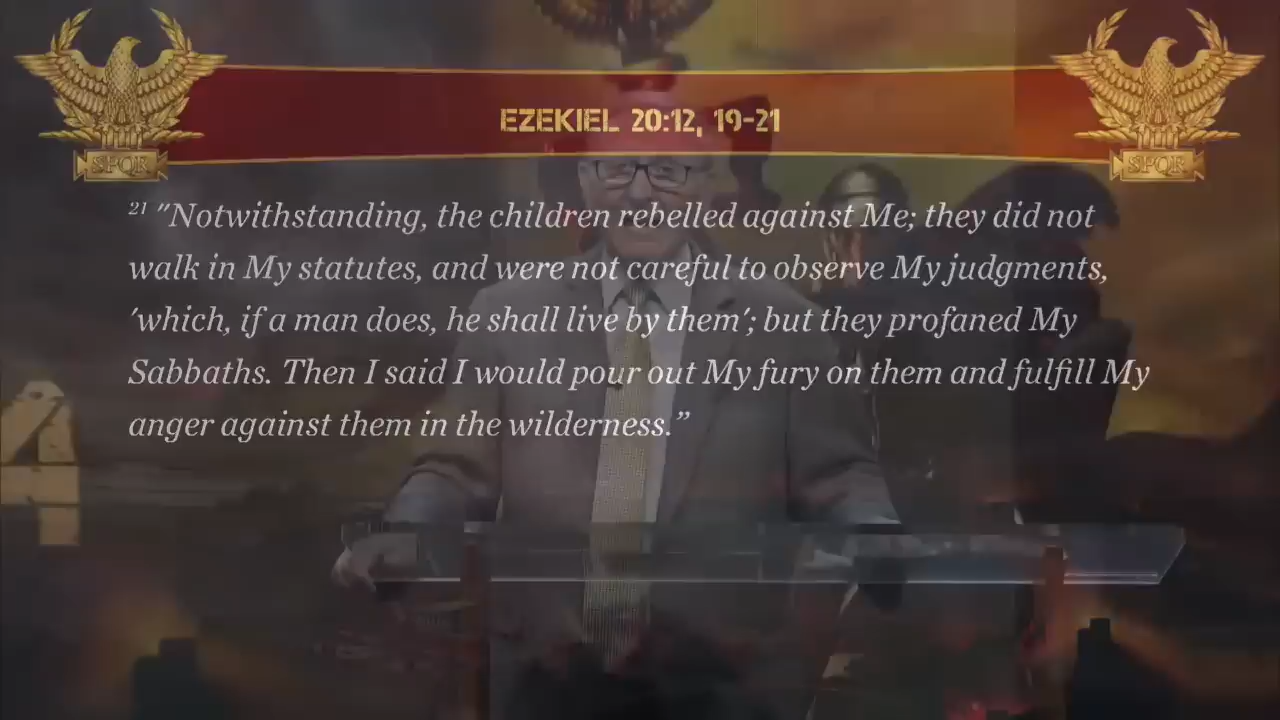 EZEKIEL 20:12, 19-21
SPQR SPQR
21 "Notwithstanding, the children rebelled against Me; they did not
walk in My statutes, and were not careful to observe My judgments,
'which, if a man does, he shall live by them'; but they profaned My
Sabbaths. Then I said I would pour out My fury on them and fulfill My
anger against them in the wilderness.”